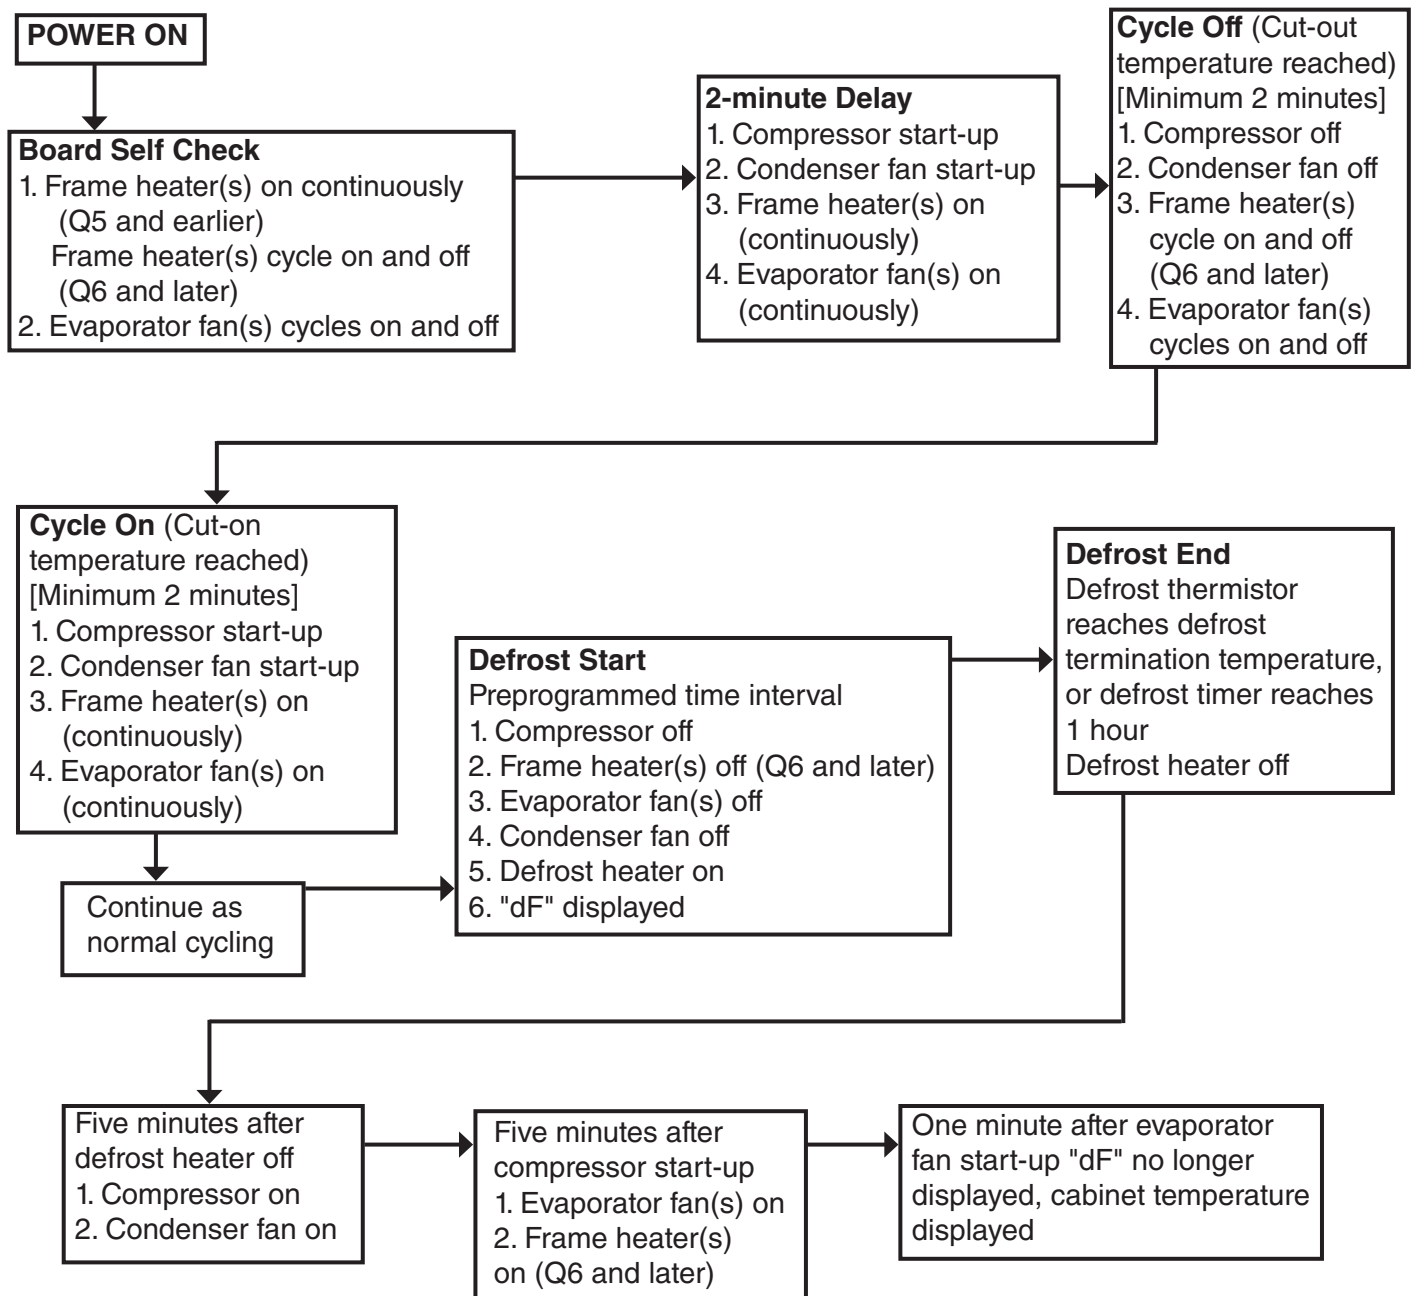 POWER ON
Board Self Check
1. Frame heater(s) on continuously
(Q5 and earlier)
Frame heater(s) cycle on and off
(Q6 and later)
2. Evaporator fan(s) cycles on and off
2-minute Delay
1. Compressor start-up
2. Condenser fan start-up
3. Frame heater(s) on
(continuously)
4. Evaporator fan(s) on
(continuously)
Cycle Off (Cut-out
temperature reached)
[Minimum 2 minutes]
1. Compressor off
2. Condenser fan off
3. Frame heater(s)
cycle on and off
(Q6 and later)
4. Evaporator fan(s)
cycles on and off
Cycle On (Cut-on
temperature reached)
[Minimum 2 minutes]
1. Compressor start-up
2. Condenser fan start-up
3. Frame heater(s) on
(continuously)
4. Evaporator fan(s) on
(continuously)
Continue as
normal cycling
Defrost Start
Preprogrammed time interval
1. Compressor off
2. Frame heater(s) off (Q6 and later)
3. Evaporator fan(s) off
4. Condenser fan off
5. Defrost heater on
6. "dF" displayed
Defrost End
Defrost thermistor
reaches defrost
termination temperature,
or defrost timer reaches
1 hour
Defrost heater off
Five minutes after
defrost heater off
1. Compressor on
2. Condenser fan on
Five minutes after
compressor start-up
1. Evaporator fan(s) on
2. Frame heater(s)
on (Q6 and later)
One minute after evaporator
fan start-up "dF" no longer
displayed, cabinet temperature
displayed